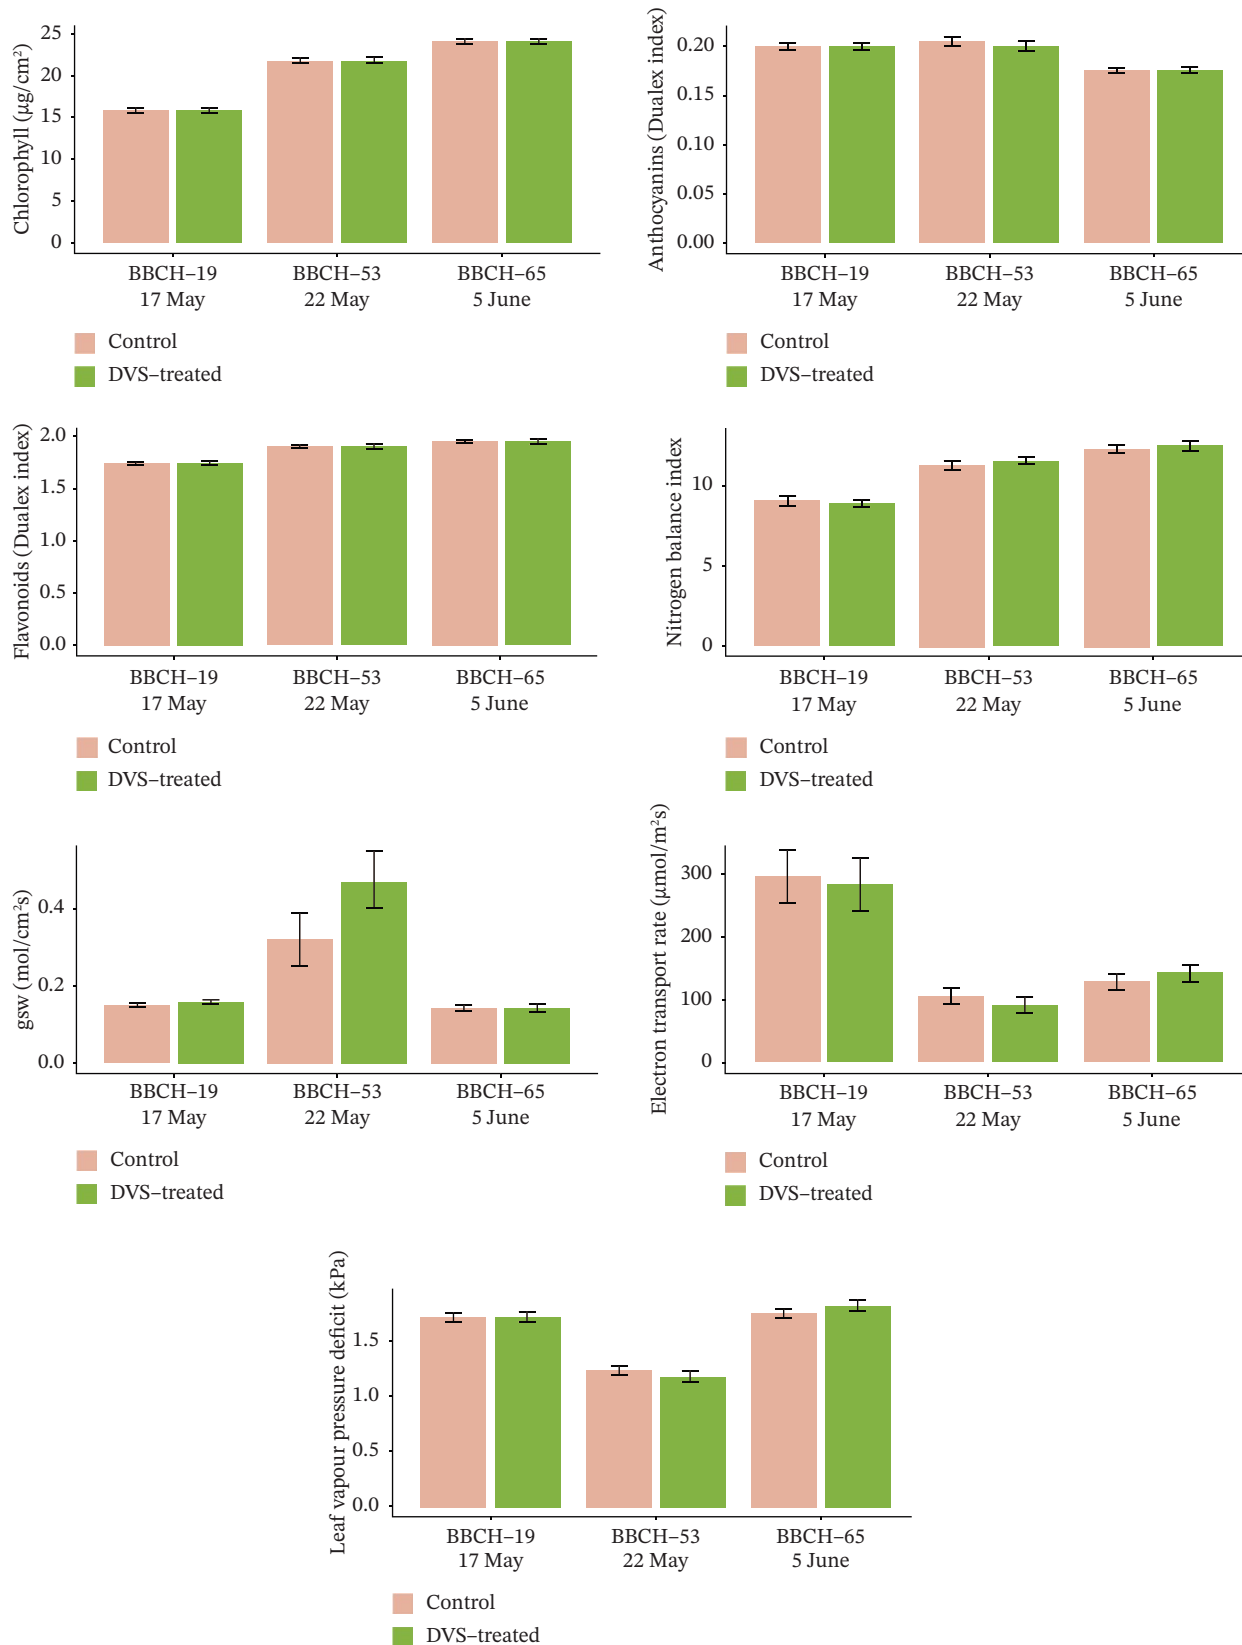 Chlorophyll (μg/cm²)
25
20
15
10
5
0
BBCH–19
17 May
BBCH–53
22 May
BBCH–65
5 June
Control
DVS–treated
Anthocyanins (Dualex index)
0.20
0.15
0.10
0.05
0.00
BBCH–19
17 May
BBCH–53
22 May
BBCH–65
5 June
Control
DVS–treated
Flavonoids (Dualex index)
2.0
1.5
1.0
0.5
0.0
BBCH–19
17 May
BBCH–53
22 May
BBCH–65
5 June
Control
DVS–treated
Nitrogen balance index
10
5
0
BBCH–19
17 May
BBCH–53
22 May
BBCH–65
5 June
Control
DVS–treated
gsw (mol/cm²s)
0.4
0.2
0.0
BBCH–19
17 May
BBCH–53
22 May
BBCH–65
5 June
Control
DVS–treated
Electron transport rate (μmol/m²s)
300
200
100
0
BBCH–19
17 May
BBCH–53
22 May
BBCH–65
5 June
Control
DVS–treated
Leaf vapour pressure deficit (kPa)
1.5
1.0
0.5
0.0
BBCH–19
17 May
BBCH–53
22 May
BBCH–65
5 June
Control
DVS–treated